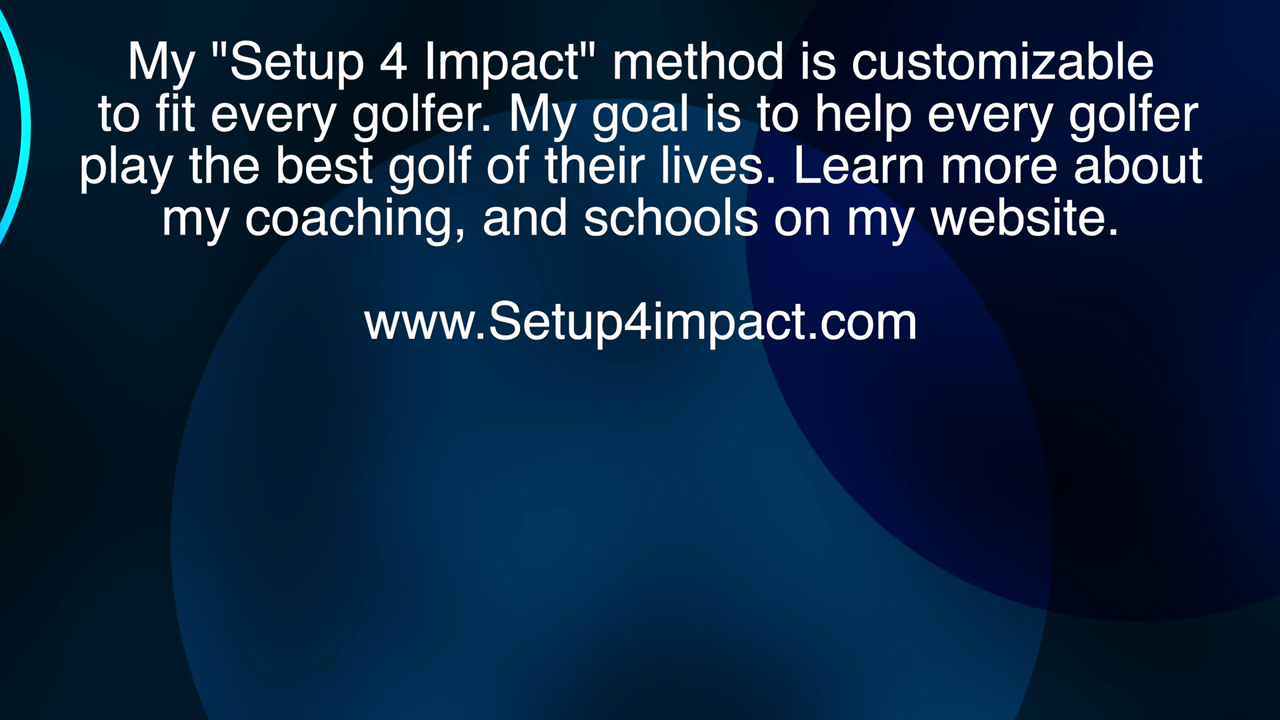 My "Setup 4 Impact" method is customizable
to fit every golfer. My goal is to help every golfer
play the best golf of their lives. Learn more about
my coaching, and schools on my website.
www.Setup4impact.com